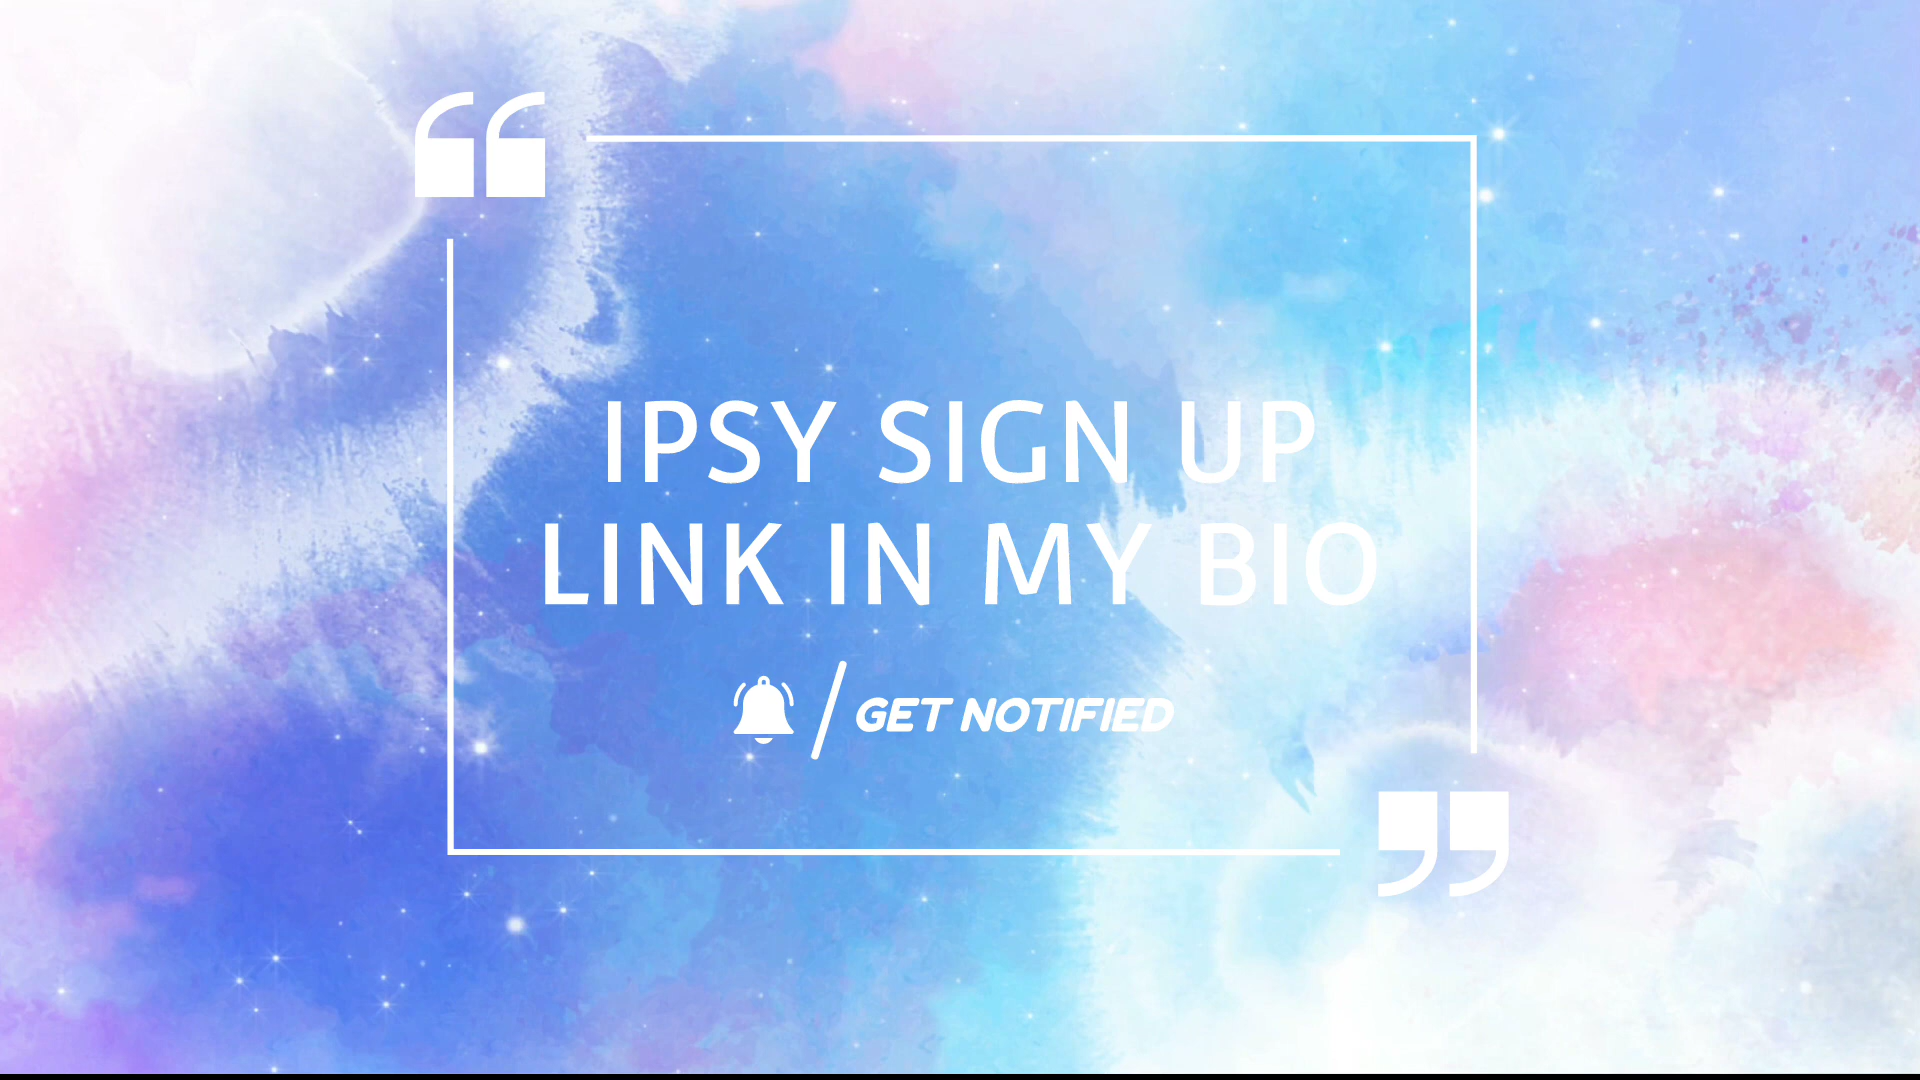 “
IPSY SIGN UP
LINK IN MY BIO
GET NOTIFIED
”